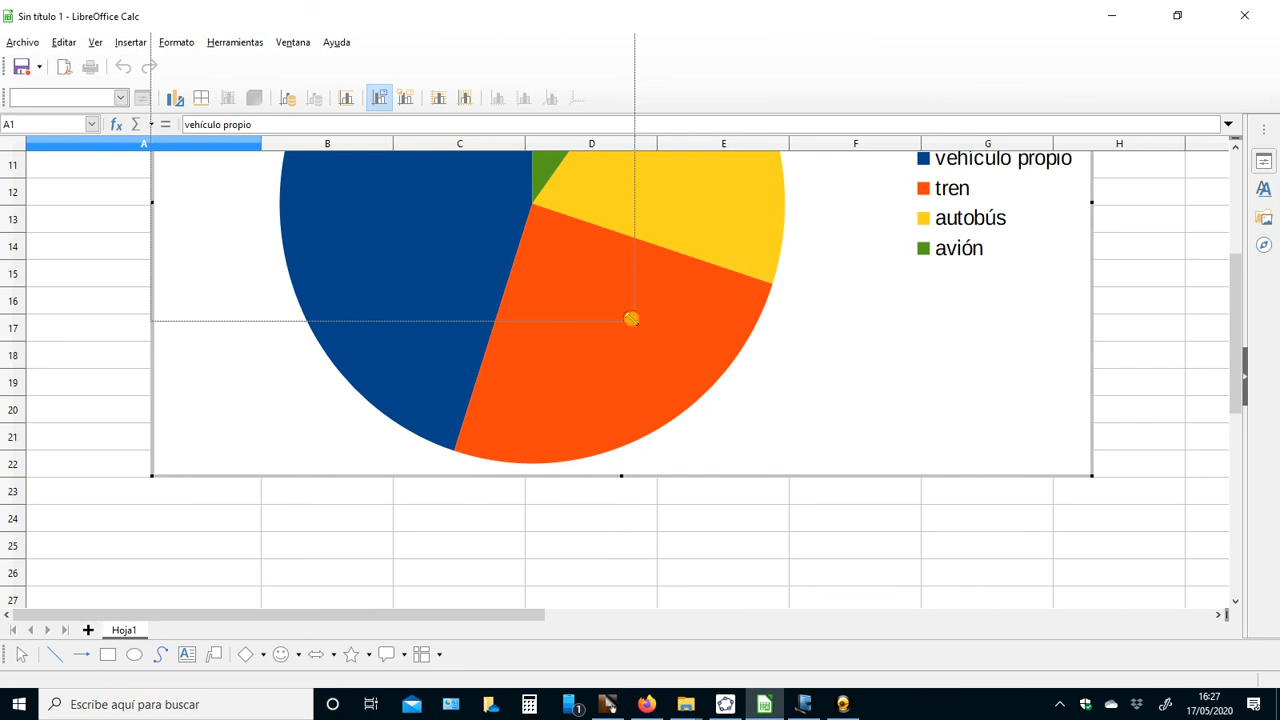 Sin título 1 - LibreOffice Calc
Archivo Editar Ver Insertar Formato Herramientas Ventana Ayuda
A1 fx Σ = vehículo propio
A B C D E F G H
11
12
13
14
15
16
17
18
19
20
21
22
23
24
25
26
27
vehículo propio
tren
autobús
avión
Hoja1
Escribe aquí para buscar
1
16:27
17/05/2020